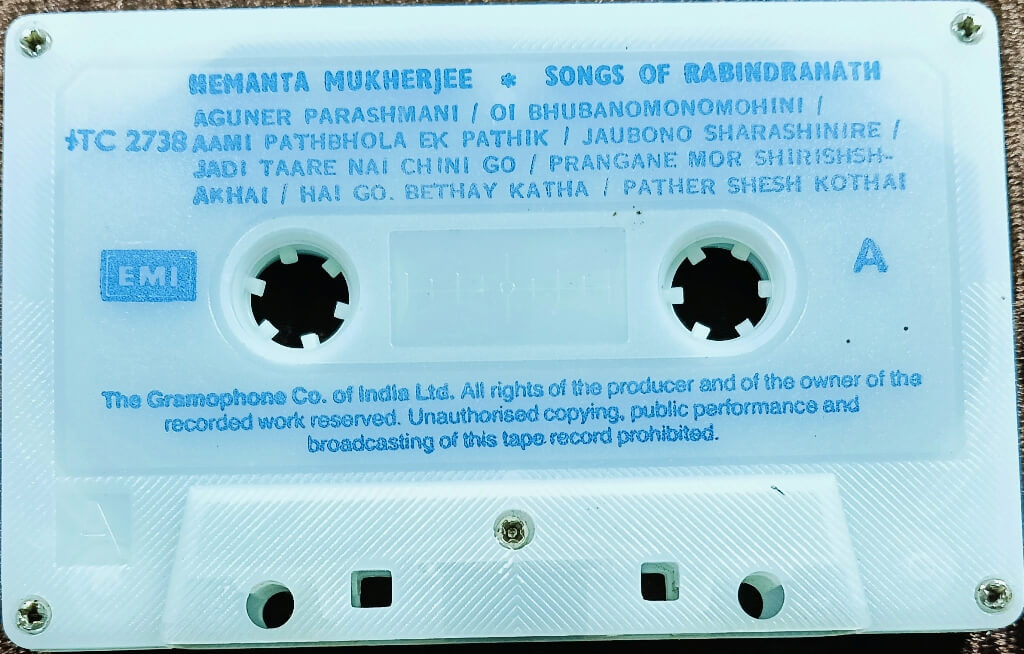 HEMANTA MUKHERJEE * SONGS OF RABINDRANATH
AGUNER PARASHMANI / OI BHUBANOMONOMOHINI /
HTC 2738 AAMI PATHBHOLA EK PATHIK / JAUBONO SHARASHINIRE /
JADI TAARE NAI CHINI GO / PRANGANE MOR SHIRISHSH-
AKHAI / HAI GO. BETHAY KATHA / PATHER SHESH KOTHAI
EMI
A
The Gramophone Co. of India Ltd. All rights of the producer and of the owner of the
recorded work reserved. Unauthorised copying, public performance and
broadcasting of this tape record prohibited.
A